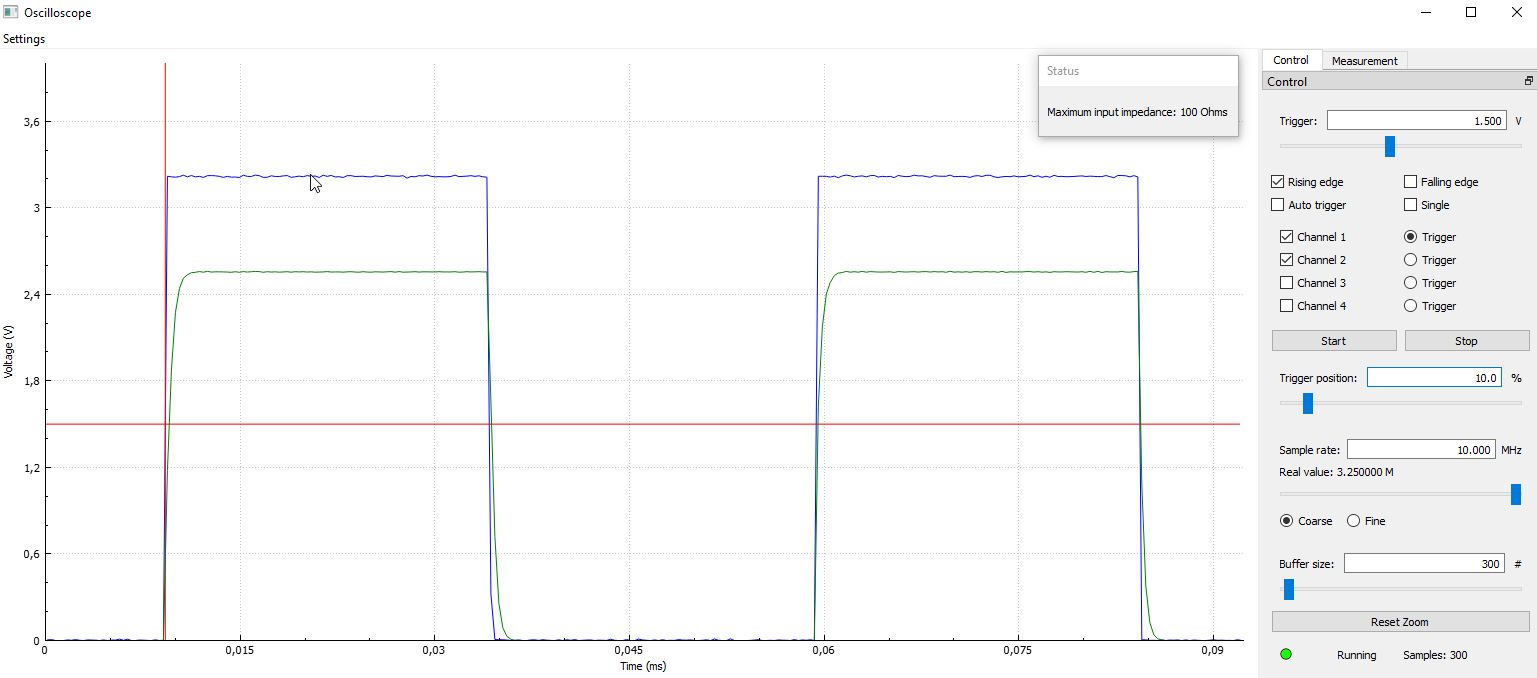 Oscilloscope
Settings
Status
Maximum input impedance: 100 Ohms
3,6
3
2,4
1,8
1,2
0,6
0
Voltage (V)
0 0,015 0,03 0,045 0,06 0,075 0,09
Time (ms)
Control Measurement
Control
Trigger: 1.500 V
Rising edge Falling edge
Auto trigger Single
Channel 1 Trigger
Channel 2 Trigger
Channel 3 Trigger
Channel 4 Trigger
Start Stop
Trigger position: 10.0 %
Sample rate: 10.000 MHz
Real value: 3.250000 M
Coarse Fine
Buffer size: 300 #
Reset Zoom
Running Samples: 300